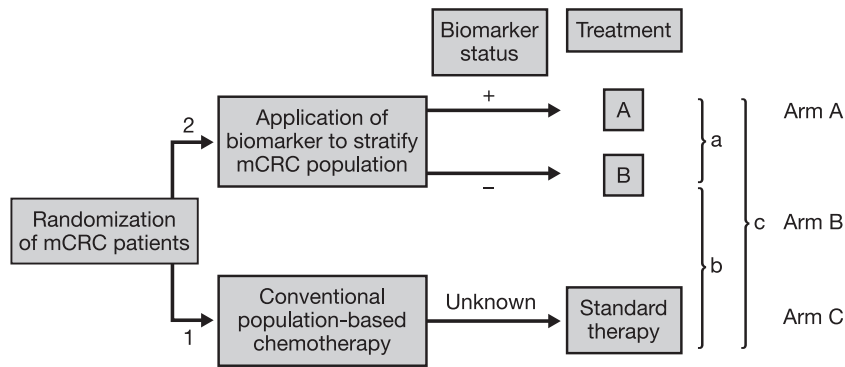 Biomarker
status
Treatment
2
Application of
biomarker to stratify
mCRC population
+
A
Arm A
a
−
B
Randomization
of mCRC patients
c
Arm B
b
1
Conventional
population-based
chemotherapy
Unknown
Standard
therapy
Arm C